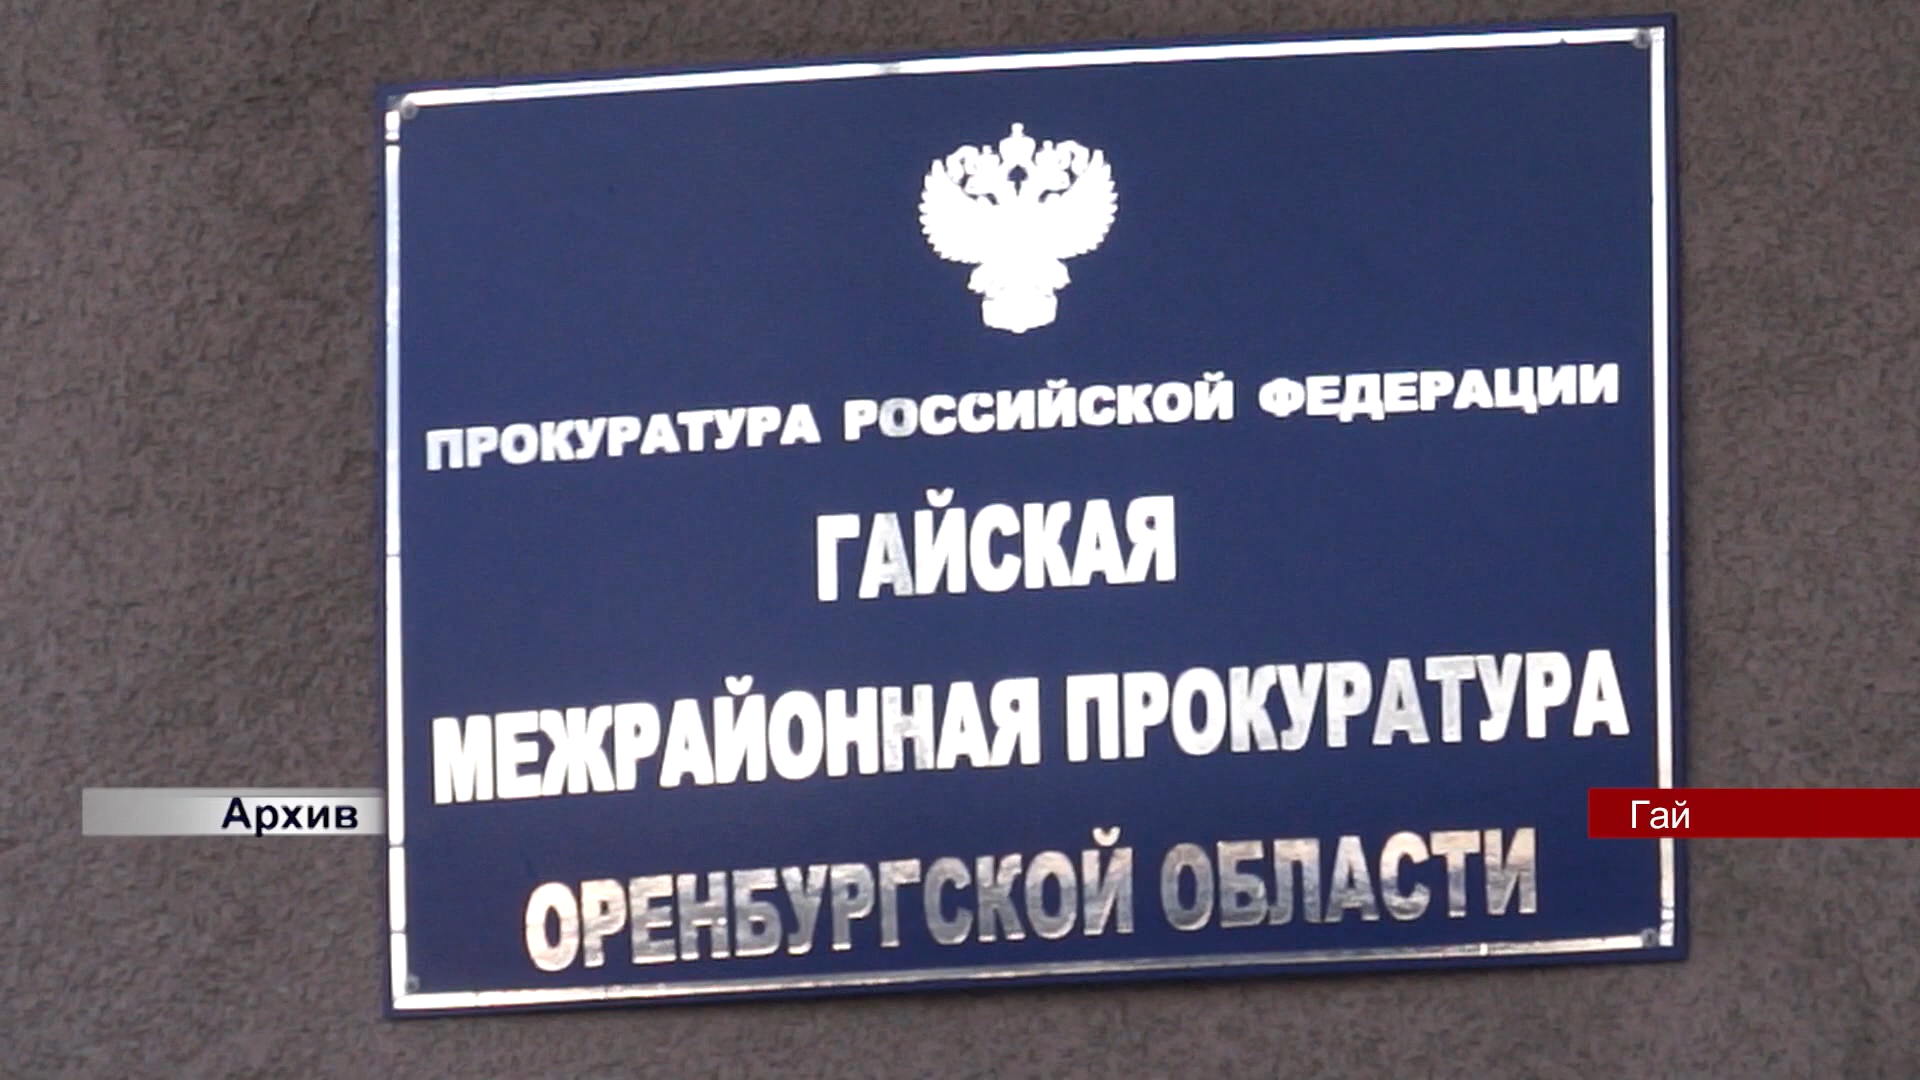 ПРОКУРАТУРА РОССИЙСКОЙ ФЕДЕРАЦИИ
ГАЙСКАЯ
МЕЖРАЙОННАЯ ПРОКУРАТУРА
ОРЕНБУРГСКОЙ ОБЛАСТИ
Архив
Гай